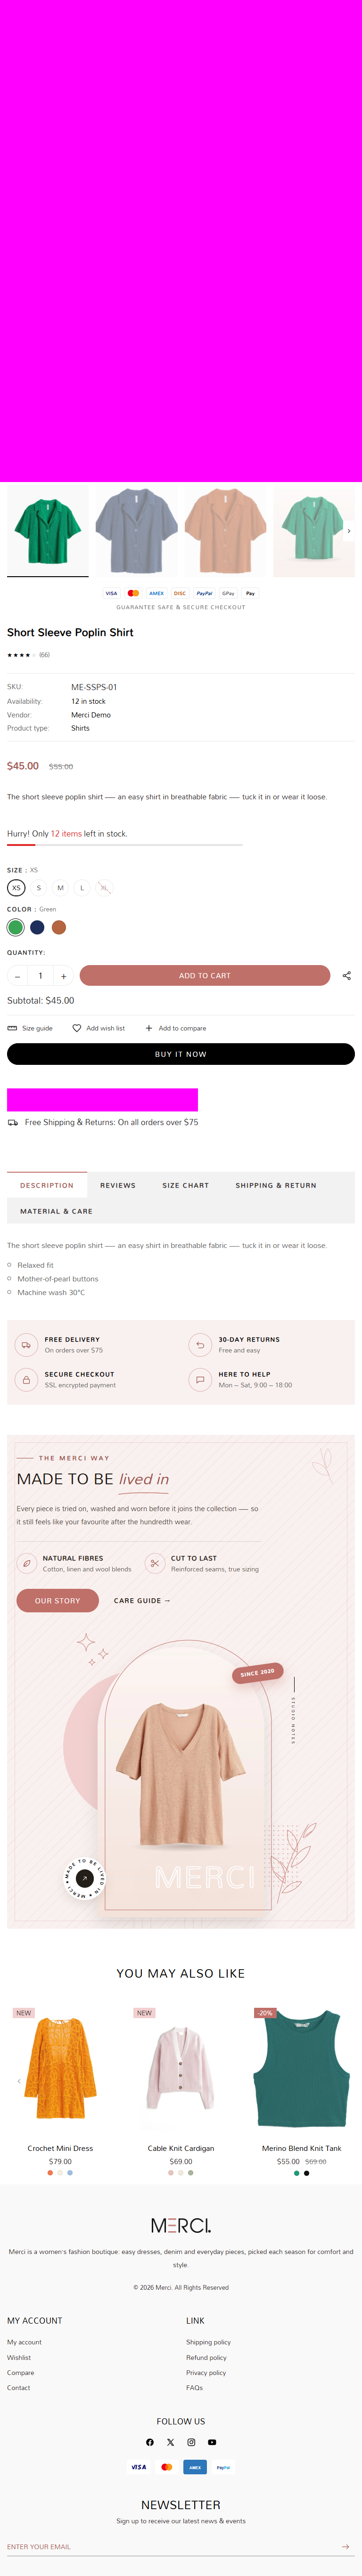 VISA AMEX DISC PayPal GPay Pay
GUARANTEE SAFE & SECURE CHECKOUT
Short Sleeve Poplin Shirt
(66)
SKU: ME-SSPS-01
Availability: 12 in stock
Vendor: Merci Demo
Product type: Shirts
$45.00 $55.00
The short sleeve poplin shirt — an easy shirt in breathable fabric — tuck it in or wear it loose.
Hurry! Only 12 items left in stock.
SIZE : XS
XS S M L XL
COLOR : Green
QUANTITY:
− 1 + ADD TO CART
Subtotal: $45.00
Size guide Add wish list Add to compare
BUY IT NOW
Free Shipping & Returns: On all orders over $75
DESCRIPTION REVIEWS SIZE CHART SHIPPING & RETURN
MATERIAL & CARE
The short sleeve poplin shirt — an easy shirt in breathable fabric — tuck it in or wear it loose.
Relaxed fit
Mother-of-pearl buttons
Machine wash 30°C
FREE DELIVERY
On orders over $75
30-DAY RETURNS
Free and easy
SECURE CHECKOUT
SSL encrypted payment
HERE TO HELP
Mon – Sat, 9:00 – 18:00
THE MERCI WAY
MADE TO BE lived in
Every piece is tried on, washed and worn before it joins the collection — so
it still feels like your favourite after the hundredth wear.
NATURAL FIBRES
Cotton, linen and wool blends
CUT TO LAST
Reinforced seams, true sizing
OUR STORY CARE GUIDE →
SINCE 2020
STUDIO NOTES
MERCI
MADE TO BE LIVED IN
YOU MAY ALSO LIKE
NEW
NEW
-20%
Crochet Mini Dress
$79.00
Cable Knit Cardigan
$69.00
Merino Blend Knit Tank
$55.00 $69.00
MERCI.
Merci is a women's fashion boutique: easy dresses, denim and everyday pieces, picked each season for comfort and
style.
© 2026 Merci. All Rights Reserved
MY ACCOUNT
My account
Wishlist
Compare
Contact
LINK
Shipping policy
Refund policy
Privacy policy
FAQs
FOLLOW US
VISA AMEX PayPal
NEWSLETTER
Sign up to receive our latest news & events
ENTER YOUR EMAIL